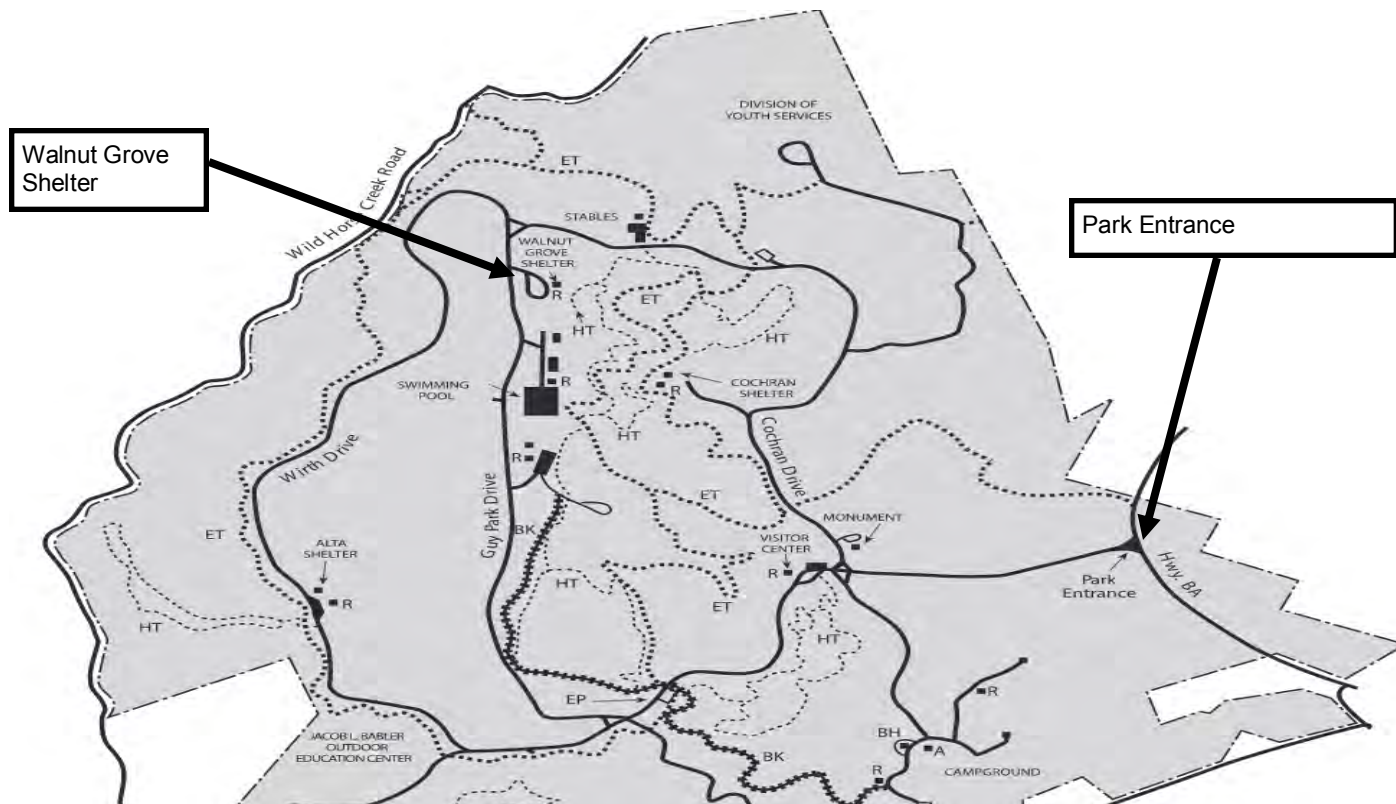 DIVISION OF
YOUTH SERVICES
Walnut Grove
Shelter
ET
Wild Horse Creek Road
STABLES
Park Entrance
WALNUT
GROVE
SHELTER
R
ET
HT
HT
SWIMMING
POOL
R
R
COCHRAN
SHELTER
Wirth Drive
HT
Cochran Drive
R
Guy Park Drive
ET
MONUMENT
BK
ET
ALTA
SHELTER
VISITOR
CENTER
R
Hwy. BA
Park
Entrance
HT
ET
R
HT
HT
EP
R
BH
A
JACOB L. BABLER
OUTDOOR
EDUCATION CENTER
BK
R
CAMPGROUND